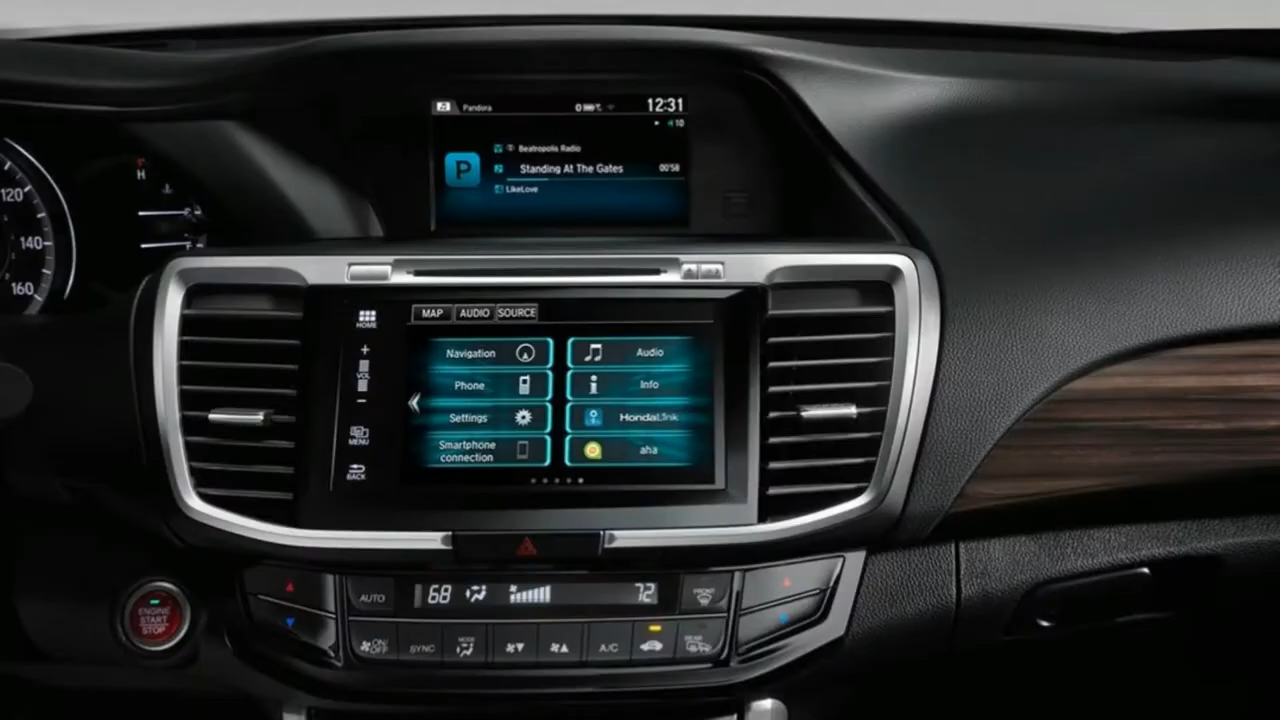 Pandora
12:31
10
Beatropolis Radio
P
Standing At The Gates
00'58
LikeLove
H
120
140
160
MAP
AUDIO
SOURCE
HOME
+
VOL
−
MENU
BACK
Navigation
Audio
Phone
Info
Settings
HondaLink
Smartphone
connection
aha
ENGINE
START
STOP
AUTO
68
72
FRONT
ON/
OFF
SYNC
MODE
A/C
REAR